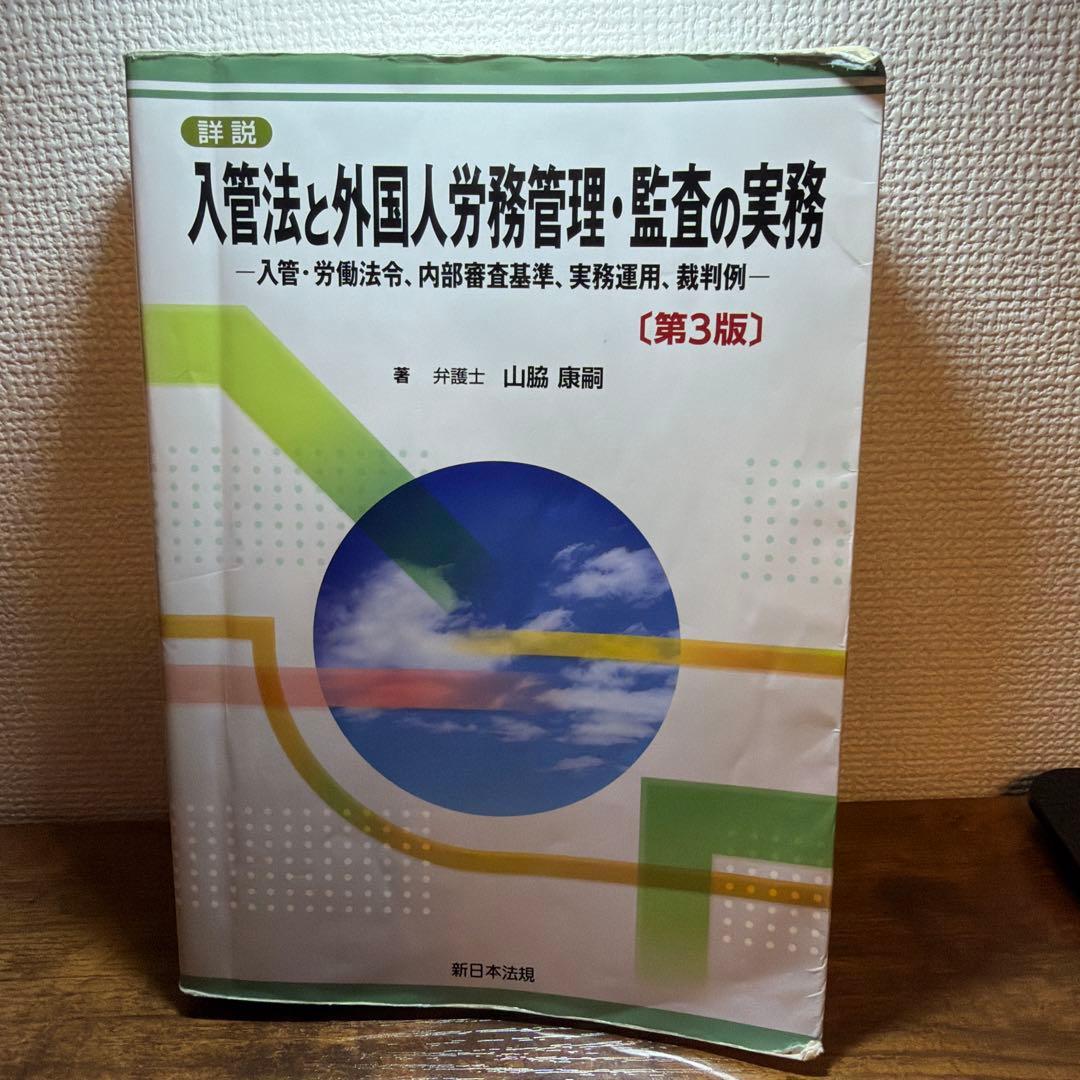 詳説
入管法と外国人労務管理・監査の実務
―入管・労働法令、内部審査基準、実務運用、裁判例―
〔第3版〕
著 弁護士 山脇 康嗣
新日本法規